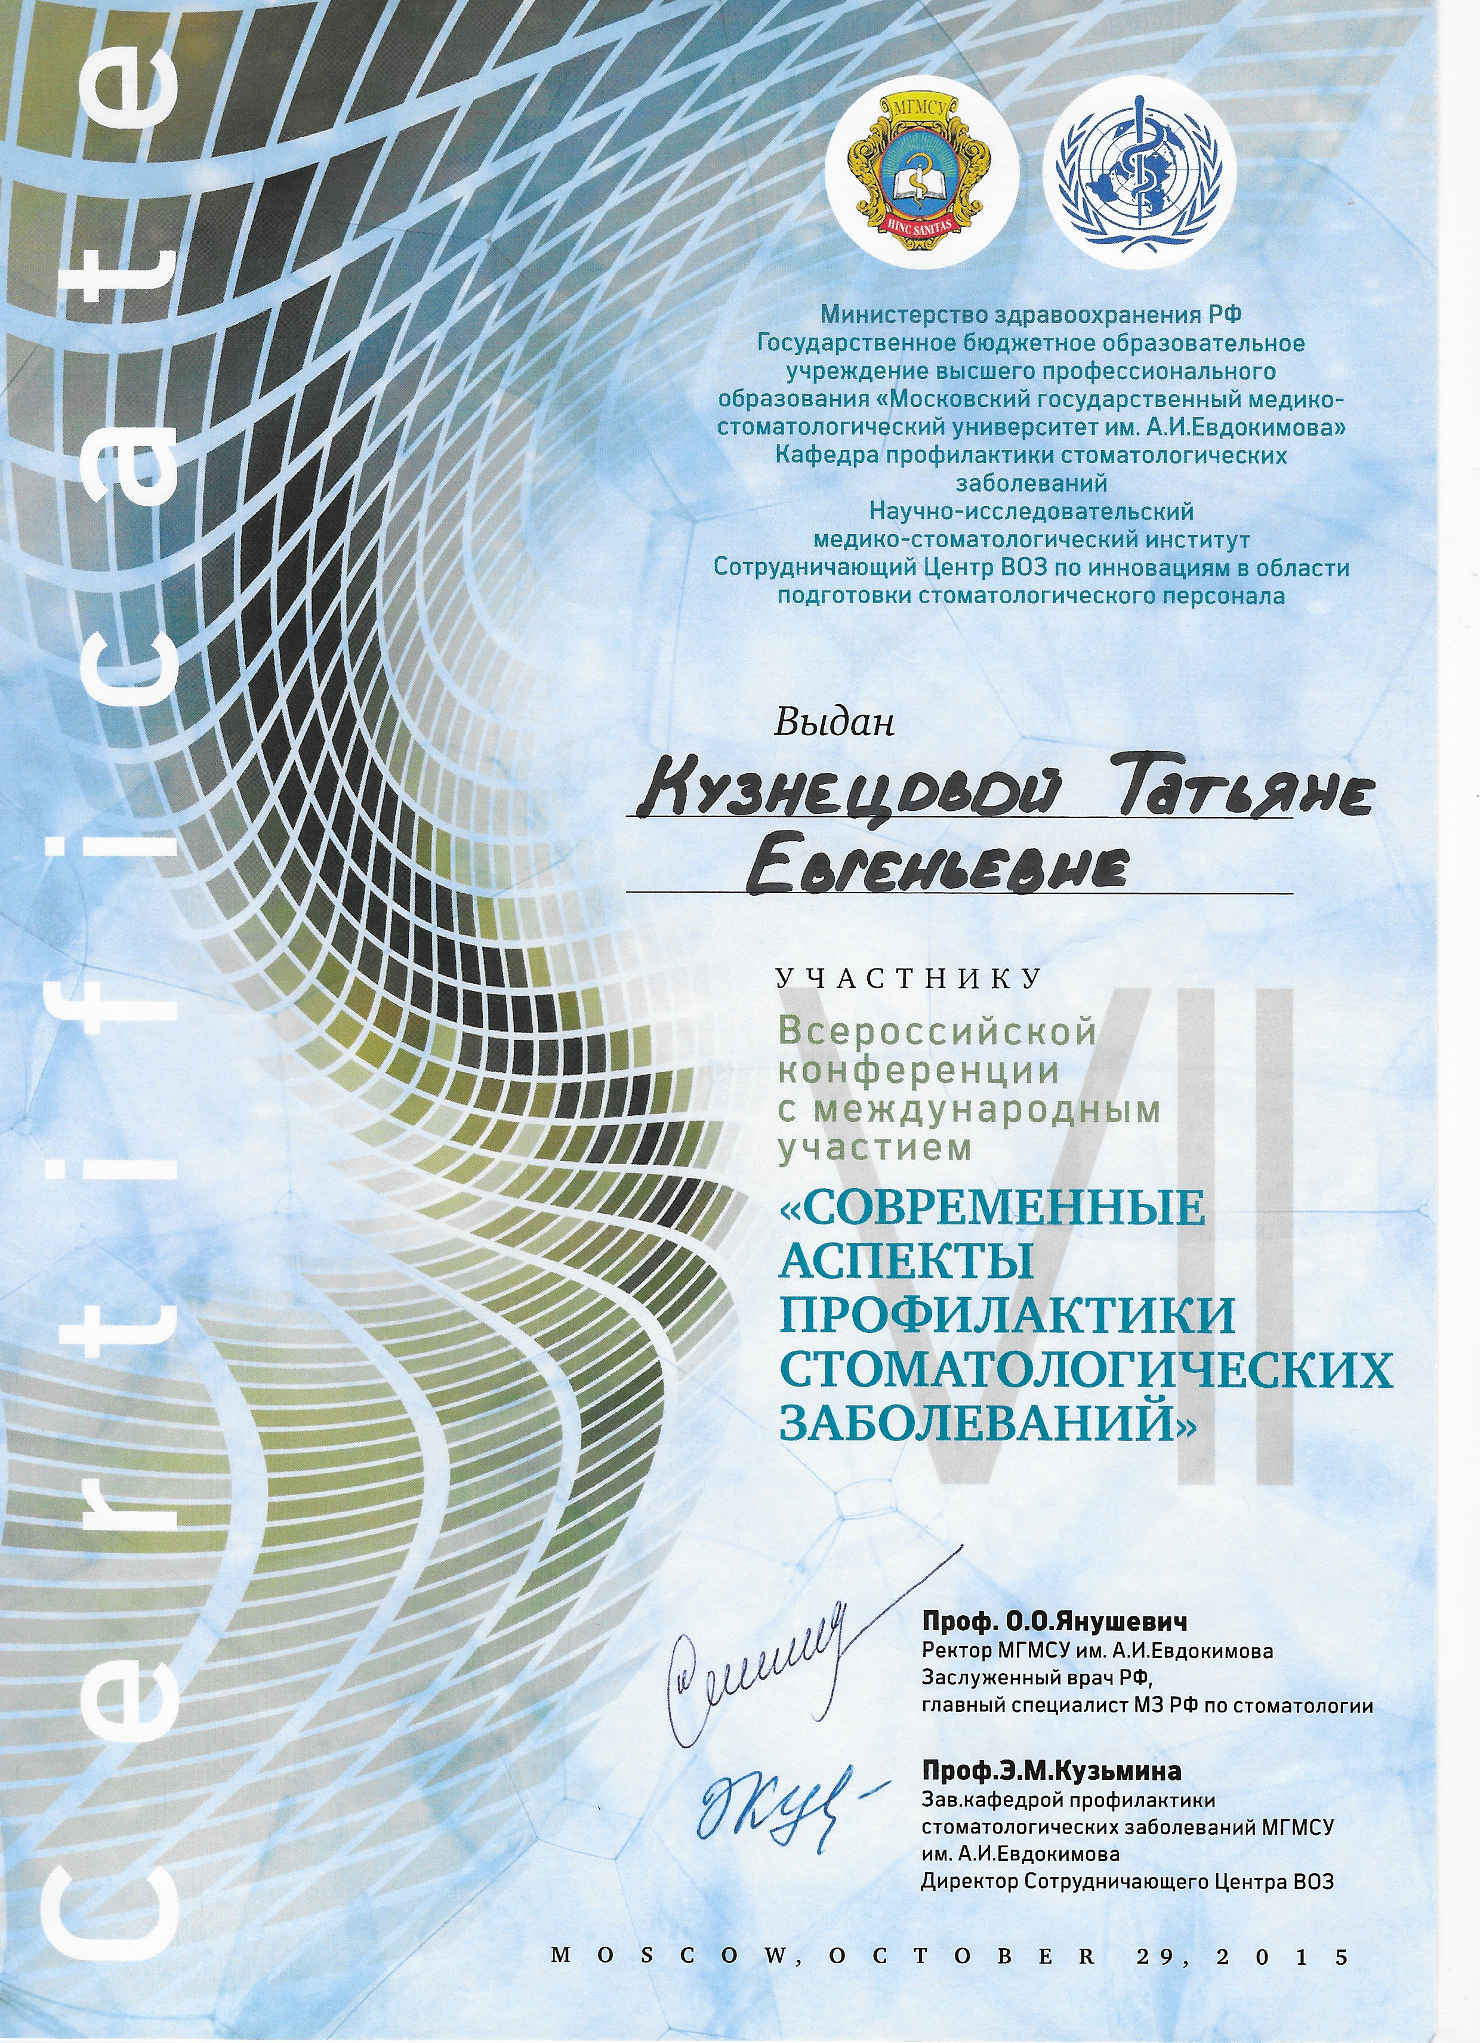 Certificate
МГМСУ
HINC SANITAS
Министерство здравоохранения РФ
Государственное бюджетное образовательное
учреждение высшего профессионального
образования «Московский государственный медико-
стоматологический университет им. А.И.Евдокимова»
Кафедра профилактики стоматологических
заболеваний
Научно-исследовательский
медико-стоматологический институт
Сотрудничающий Центр ВОЗ по инновациям в области
подготовки стоматологического персонала
Выдан
Кузнецовой Татьяне
Евгеньевне
УЧАСТНИКУ
VII
Всероссийской
конференции
с международным
участием
«СОВРЕМЕННЫЕ
АСПЕКТЫ
ПРОФИЛАКТИКИ
СТОМАТОЛОГИЧЕСКИХ
ЗАБОЛЕВАНИЙ»
Проф. О.О.Янушевич
Ректор МГМСУ им. А.И.Евдокимова
Заслуженный врач РФ,
главный специалист МЗ РФ по стоматологии
Проф.Э.М.Кузьмина
Зав.кафедрой профилактики
стоматологических заболеваний МГМСУ
им. А.И.Евдокимова
Директор Сотрудничающего Центра ВОЗ
MOSCOW, OCTOBER 29, 2015